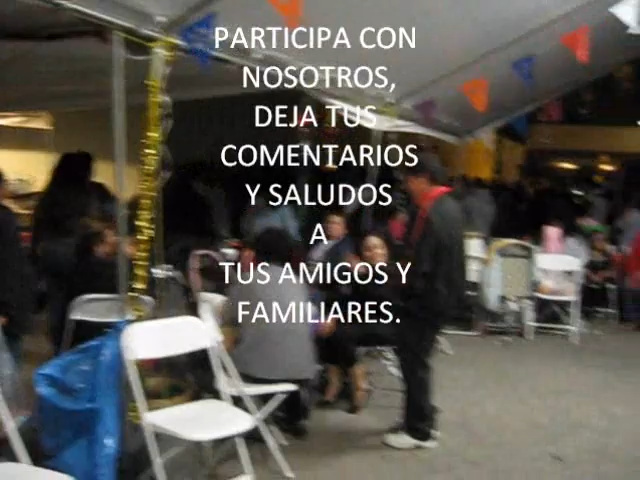 PARTICIPA CON
NOSOTROS,
DEJA TUS
COMENTARIOS
Y SALUDOS
A
TUS AMIGOS Y
FAMILIARES.